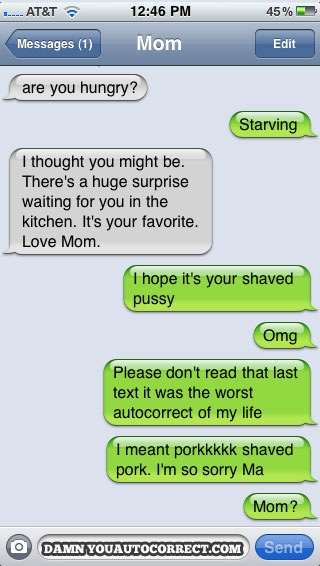 AT&T 12:46 PM 45%
Messages (1) Mom Edit
are you hungry?
Starving
I thought you might be.
There's a huge surprise
waiting for you in the
kitchen. It's your favorite.
Love Mom.
I hope it's your shaved
pussy
Omg
Please don't read that last
text it was the worst
autocorrect of my life
I meant porkkkkk shaved
pork. I'm so sorry Ma
Mom?
DAMNYOUAUTOCORRECT.COM Send